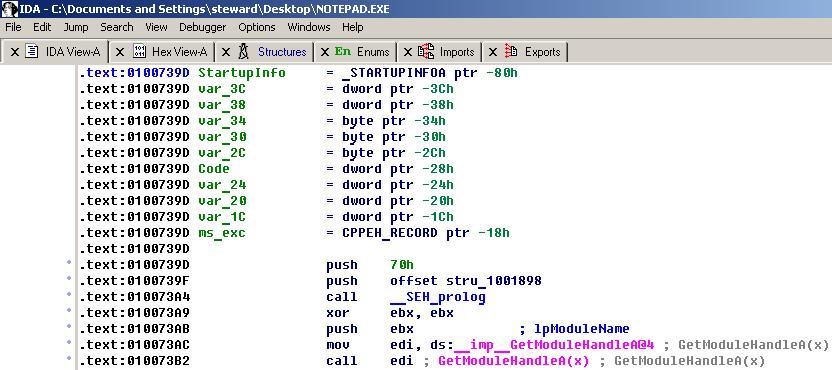 IDA - C:\Documents and Settings\steward\Desktop\NOTEPAD.EXE
File Edit Jump Search View Debugger Options Windows Help
X IDA View-A X Hex View-A X Structures X En Enums X Imports X Exports
.text:0100739D StartupInfo = _STARTUPINFOA ptr -80h
.text:0100739D var_3C = dword ptr -3Ch
.text:0100739D var_38 = dword ptr -38h
.text:0100739D var_34 = byte ptr -34h
.text:0100739D var_30 = byte ptr -30h
.text:0100739D var_2C = byte ptr -2Ch
.text:0100739D Code = dword ptr -28h
.text:0100739D var_24 = dword ptr -24h
.text:0100739D var_20 = dword ptr -20h
.text:0100739D var_1C = dword ptr -1Ch
.text:0100739D ms_exc = CPPEH_RECORD ptr -18h
.text:0100739D
.text:0100739D push 70h
.text:0100739F push offset stru_1001898
.text:010073A4 call __SEH_prolog
.text:010073A9 xor ebx, ebx
.text:010073AB push ebx ; lpModuleName
.text:010073AC mov edi, ds:__imp__GetModuleHandleA@4 ; GetModuleHandleA(x)
.text:010073B2 call edi ; GetModuleHandleA(x) ; GetModuleHandleA(x)